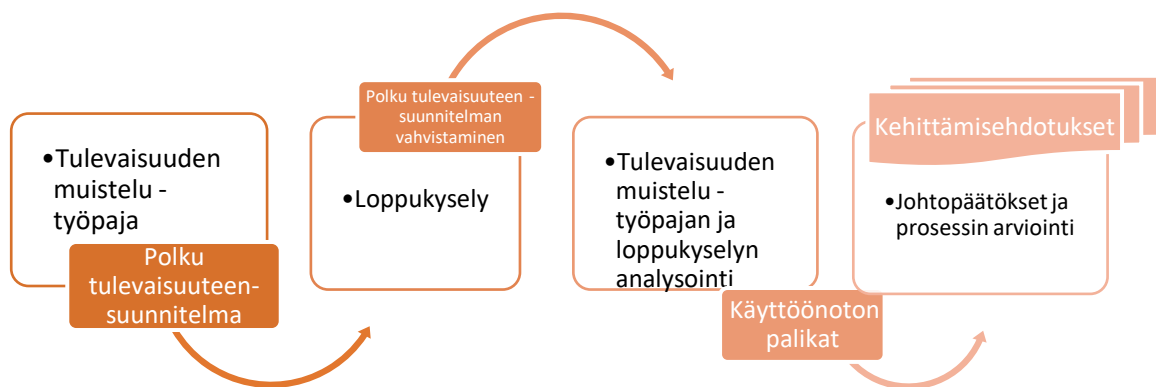 •Tulevaisuuden
muistelu -
työpaja
Polku
tulevaisuuteen-
suunnitelma
Polku tulevaisuuteen -
suunnitelman
vahvistaminen
•Loppukysely
•Tulevaisuuden
muistelu -
työpajan ja
loppukyselyn
analysointi
Käyttöönoton
palikat
Kehittämisehdotukset
•Johtopäätökset ja
prosessin arviointi